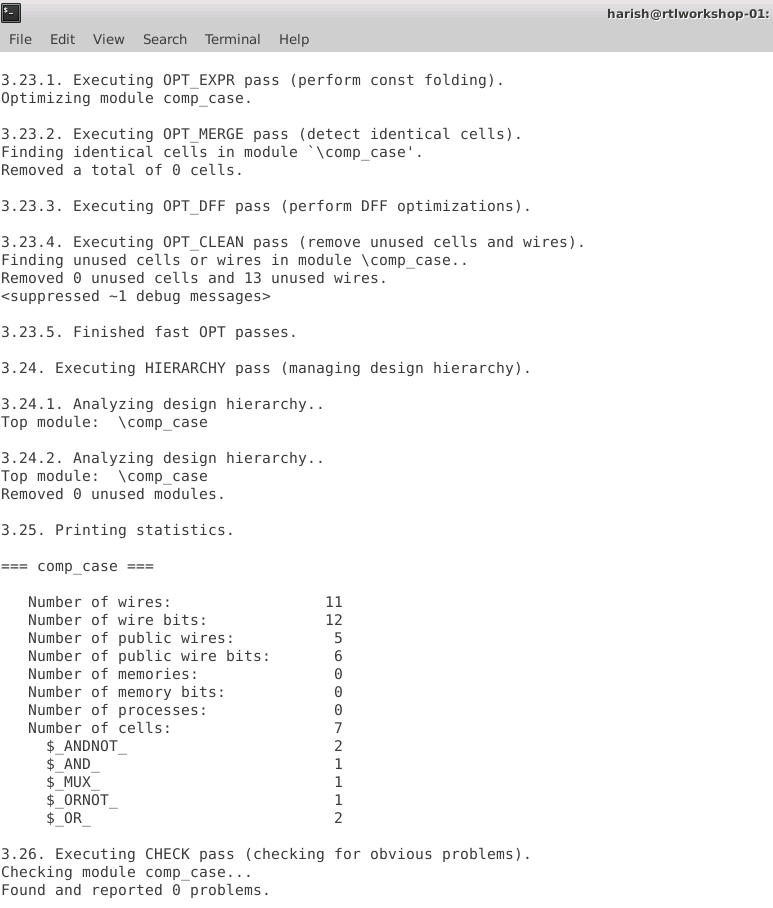 harish@rtlworkshop-01:
File Edit View Search Terminal Help
3.23.1. Executing OPT_EXPR pass (perform const folding).
Optimizing module comp_case.
3.23.2. Executing OPT_MERGE pass (detect identical cells).
Finding identical cells in module `\comp_case'.
Removed a total of 0 cells.
3.23.3. Executing OPT_DFF pass (perform DFF optimizations).
3.23.4. Executing OPT_CLEAN pass (remove unused cells and wires).
Finding unused cells or wires in module \comp_case..
Removed 0 unused cells and 13 unused wires.
<suppressed ~1 debug messages>
3.23.5. Finished fast OPT passes.
3.24. Executing HIERARCHY pass (managing design hierarchy).
3.24.1. Analyzing design hierarchy..
Top module:  \comp_case
3.24.2. Analyzing design hierarchy..
Top module:  \comp_case
Removed 0 unused modules.
3.25. Printing statistics.
=== comp_case ===
Number of wires: 11
Number of wire bits: 12
Number of public wires: 5
Number of public wire bits: 6
Number of memories: 0
Number of memory bits: 0
Number of processes: 0
Number of cells: 7
$_ANDNOT_ 2
$_AND_ 1
$_MUX_ 1
$_ORNOT_ 1
$_OR_ 2
3.26. Executing CHECK pass (checking for obvious problems).
Checking module comp_case...
Found and reported 0 problems.